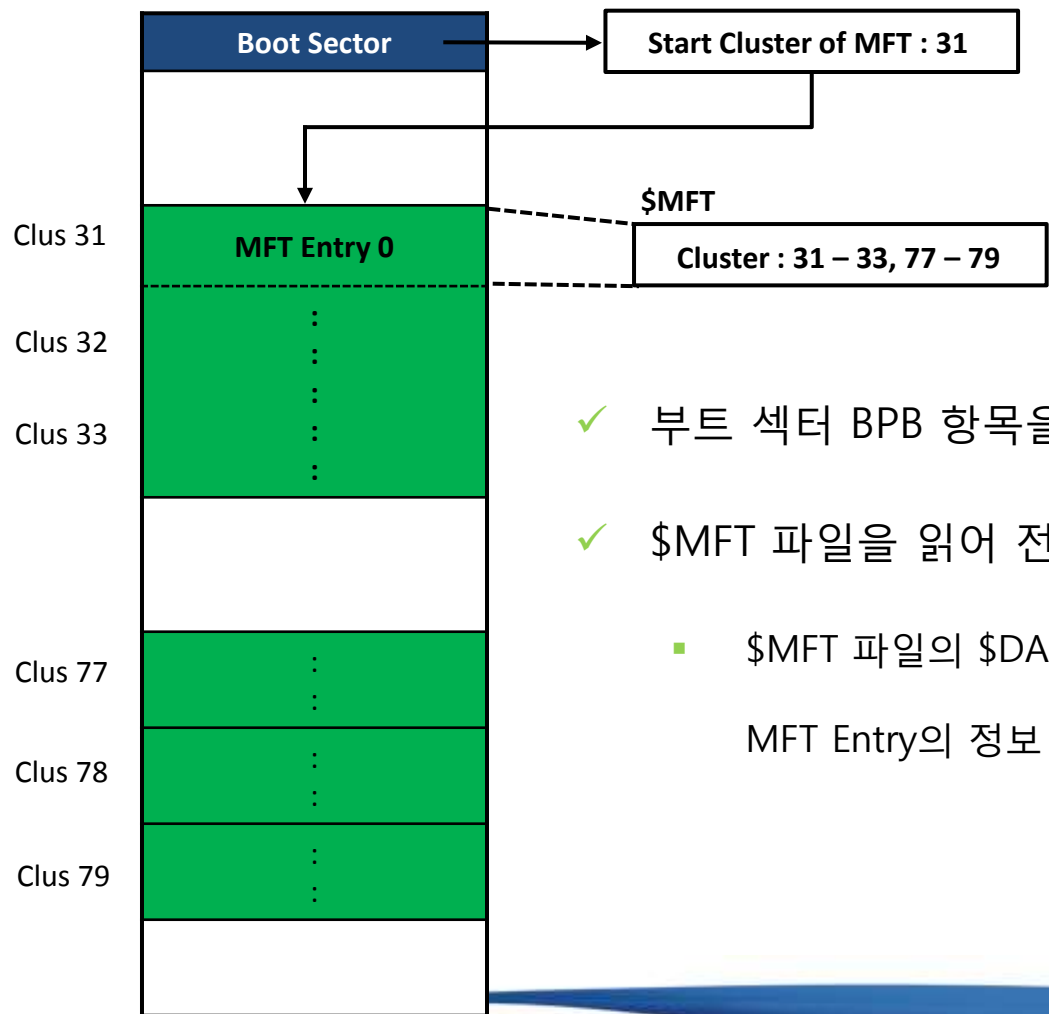 Boot Sector
Start Cluster of MFT : 31
$MFT
Clus 31
MFT Entry 0
Cluster : 31 – 33, 77 – 79
:
Clus 32
:
:
Clus 33
:
:
✓ 부트 섹터 BPB 항목을
✓ $MFT 파일을 읽어
▪ $MFT 파일의 $DA
MFT Entry의 정보
Clus 77
:
:
Clus 78
:
:
Clus 79
:
: